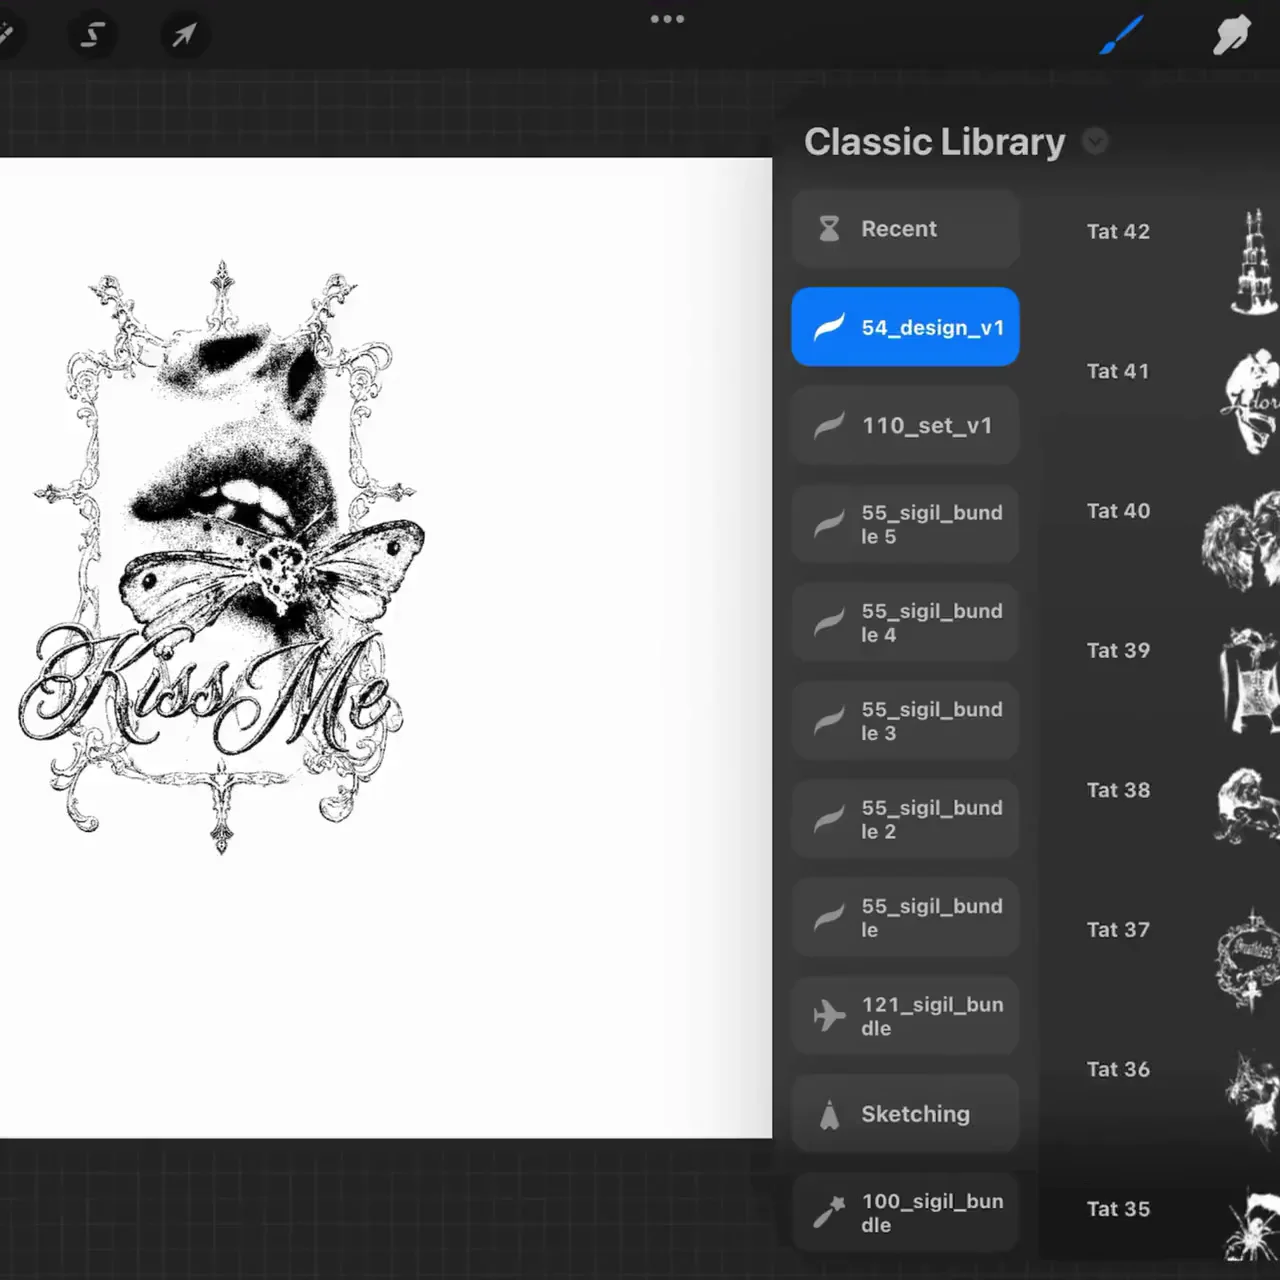 Classic Library
Recent
54_design_v1
110_set_v1
55_sigil_bund
le 5
55_sigil_bund
le 4
55_sigil_bund
le 3
55_sigil_bund
le 2
55_sigil_bund
le
121_sigil_bun
dle
Sketching
100_sigil_bun
dle
Tat 42
Tat 41
Tat 40
Tat 39
Tat 38
Tat 37
Tat 36
Tat 35
Kiss Me